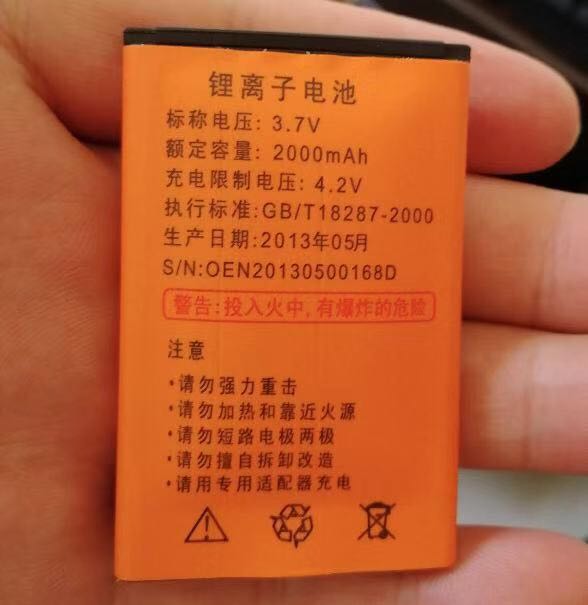 锂离子电池
标称电压: 3.7V
额定容量: 2000mAh
充电限制电压: 4.2V
执行标准:GB/T18287-2000
生产日期:2013年05月
S/N:OEN20130500168D
警告:投入火中,有爆炸的危险
注意
·请勿强力重击
·请勿加热和靠近火源
·请勿短路电极两极
·请勿擅自拆卸改造
·请用专用适配器充电